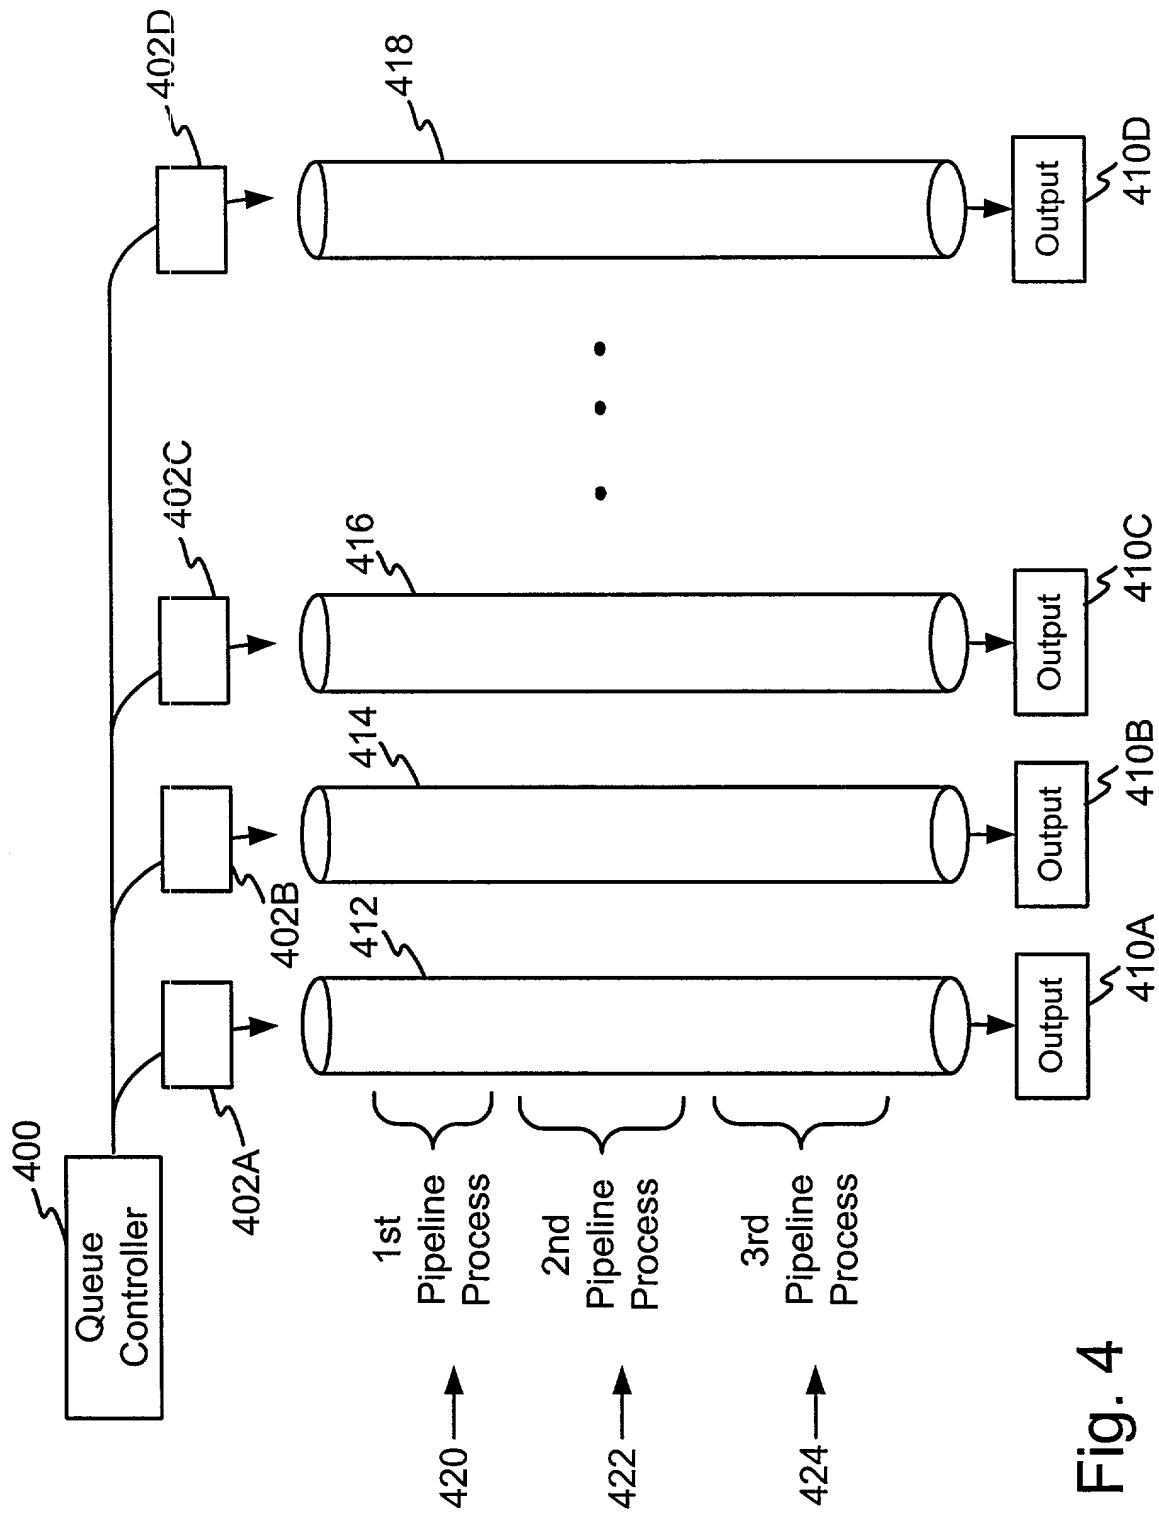 400
Queue
Controller
402A
402B
402C
402D
412
414
416
418
420
1st
Pipeline
Process
422
2nd
Pipeline
Process
424
3rd
Pipeline
Process
Output
410A
Output
410B
Output
410C
Output
410D
Fig. 4